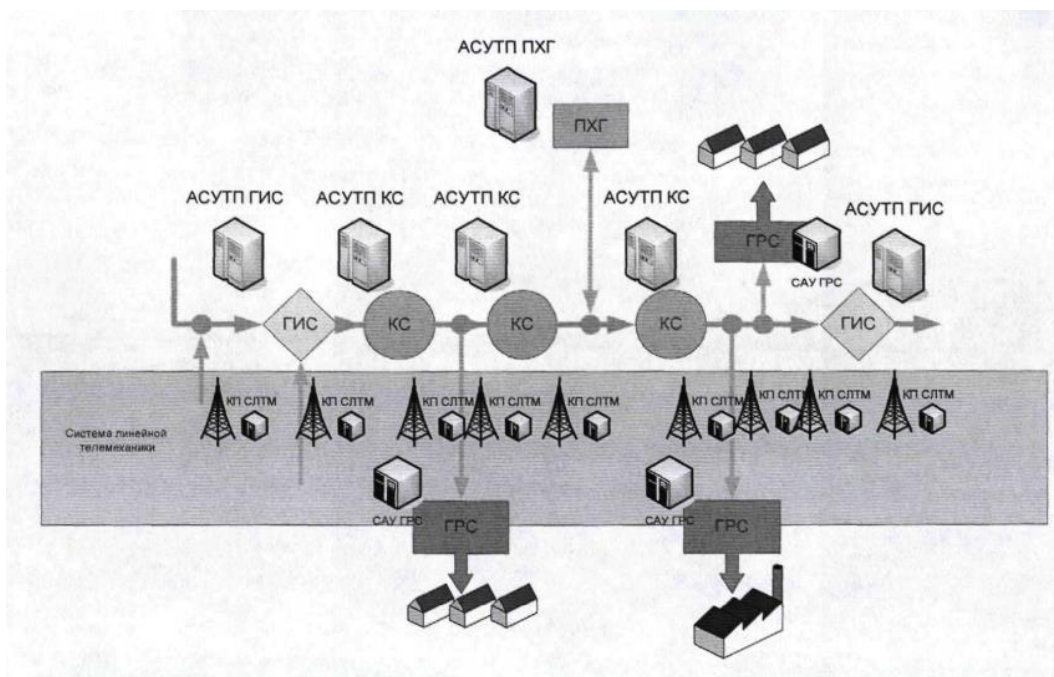 АСУТП ПХГ
ПХГ
АСУТП ГИС
АСУТП КС
АСУТП КС
АСУТП КС
АСУТП ГИС
ГРС
САУ ГРС
ГИС
КС
КС
КС
ГИС
КП СЛТМ
КП СЛТМ
КП СЛТМ
КП СЛТМ
КП СЛТМ
КП СЛТМ
КП СЛТМ
КП СЛТМ
КП СЛТМ
Система линейной
телемеханики
САУ ГРС
ГРС
САУ ГРС
ГРС